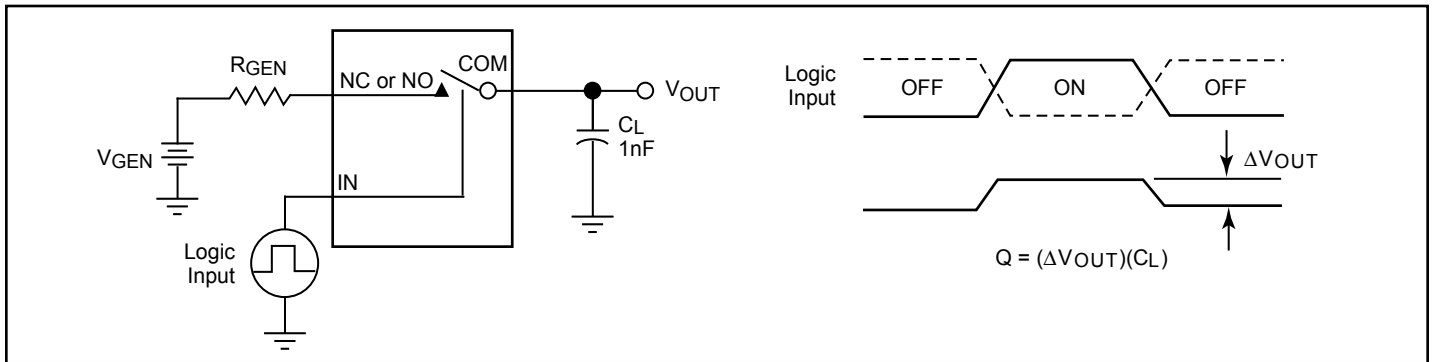 RGEN
NC or NO
COM
VOUT
CL
1nF
VGEN
IN
Logic
Input
Logic
Input
OFF
ON
OFF
ΔVOUT
Q = (ΔVOUT)(CL)